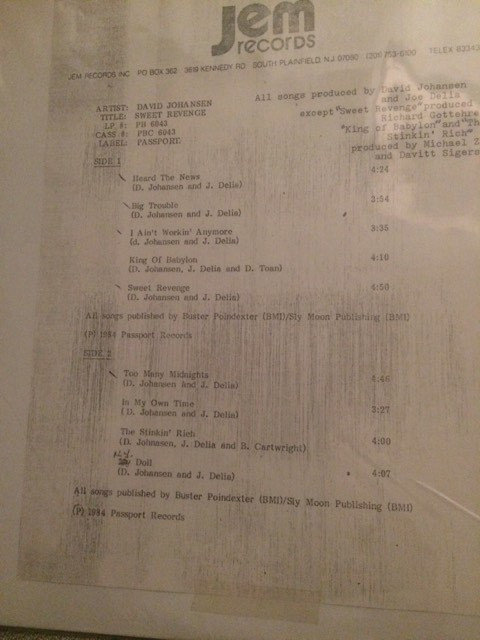 jem
records
JEM RECORDS INC PO BOX 362 3619 KENNEDY RD. SOUTH PLAINFIELD, N.J. 07080 (201) 753-6100 TELEX
ARTIST: DAVID JOHANSEN
TITLE: SWEET REVENGE
LP #: PB 6043
CASS #: PBC 6043
LABEL: PASSPORT
All songs produced by David Johansen
and Joe Delia
except "Sweet Revenge" produced
Richard Gottehre
"King of Babylon" and "Th
Stinkin' Rich"
produced by Michael Z
and Davitt Sigers
SIDE 1
Heard The News 4:24
(D. Johansen and J. Delia)
Big Trouble 3:54
(D. Johansen and J. Delia)
I Ain't Workin' Anymore 3:35
(d. Johansen and J. Delia)
King Of Babylon 4:10
(D. Johansen, J. Delia and D. Toan)
Sweet Revenge 4:50
(D. Johansen and J. Delia)
All songs published by Buster Poindexter (BMI)/Sly Moon Publishing (BMI)
(P) 1984 Passport Records
SIDE 2
Too Many Midnights 4:46
(D. Johansen and J. Delia)
In My Own Time 3:27
(D. Johansen and J. Delia)
The Stinkin' Rich 4:00
(D. Johnasen, J. Delia and B. Cartwright)
Doll 4:07
(D. Johansen and J. Delia)
All songs published by Buster Poindexter (BMI)/Sly Moon Publishing (BMI)
(P) 1984 Passport Records